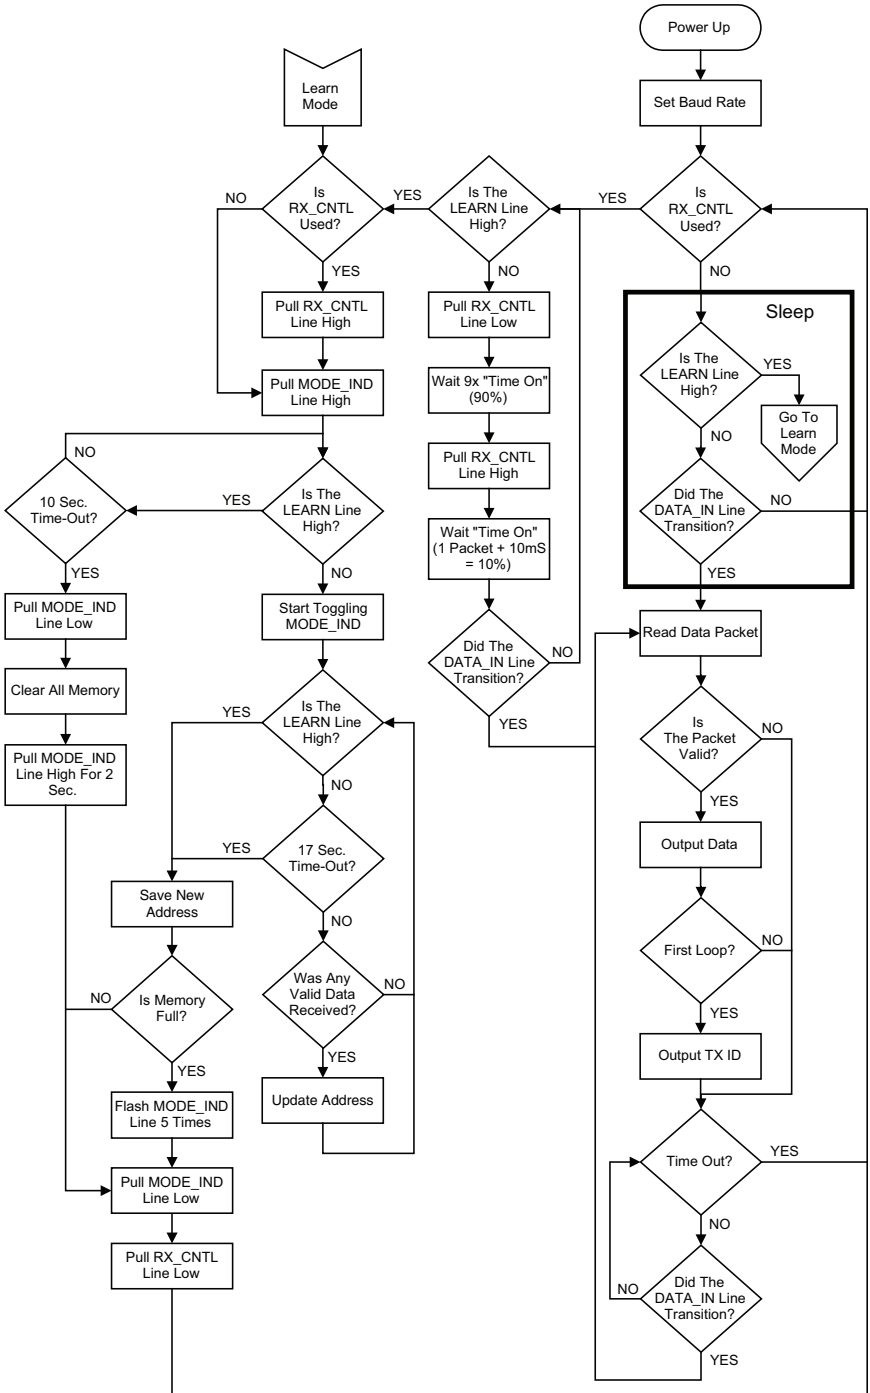 Power Up
Set Baud Rate
Is
RX_CNTL
Used?
YES
NO
Sleep
Is The
LEARN Line
High?
YES
Go To
Learn
Mode
NO
Did The
DATA_IN Line
Transition?
NO
YES
Read Data Packet
Is
The Packet
Valid?
NO
YES
Output Data
First Loop?
NO
YES
Output TX ID
Time Out?
YES
NO
Did The
DATA_IN Line
Transition?
NO
YES
Is The
LEARN Line
High?
YES
NO
Pull RX_CNTL
Line Low
Wait 9x "Time On"
(90%)
Pull RX_CNTL
Line High
Wait "Time On"
(1 Packet + 10mS
= 10%)
Did The
DATA_IN Line
Transition?
NO
YES
Learn
Mode
Is
RX_CNTL
Used?
NO
YES
Pull RX_CNTL
Line High
Pull MODE_IND
Line High
Is The
LEARN Line
High?
YES
NO
10 Sec.
Time-Out?
NO
YES
Pull MODE_IND
Line Low
Clear All Memory
Pull MODE_IND
Line High For 2
Sec.
Start Toggling
MODE_IND
Is The
LEARN Line
High?
YES
NO
17 Sec.
Time-Out?
YES
NO
Was Any
Valid Data
Received?
NO
YES
Update Address
Save New
Address
Is Memory
Full?
NO
YES
Flash MODE_IND
Line 5 Times
Pull MODE_IND
Line Low
Pull RX_CNTL
Line Low